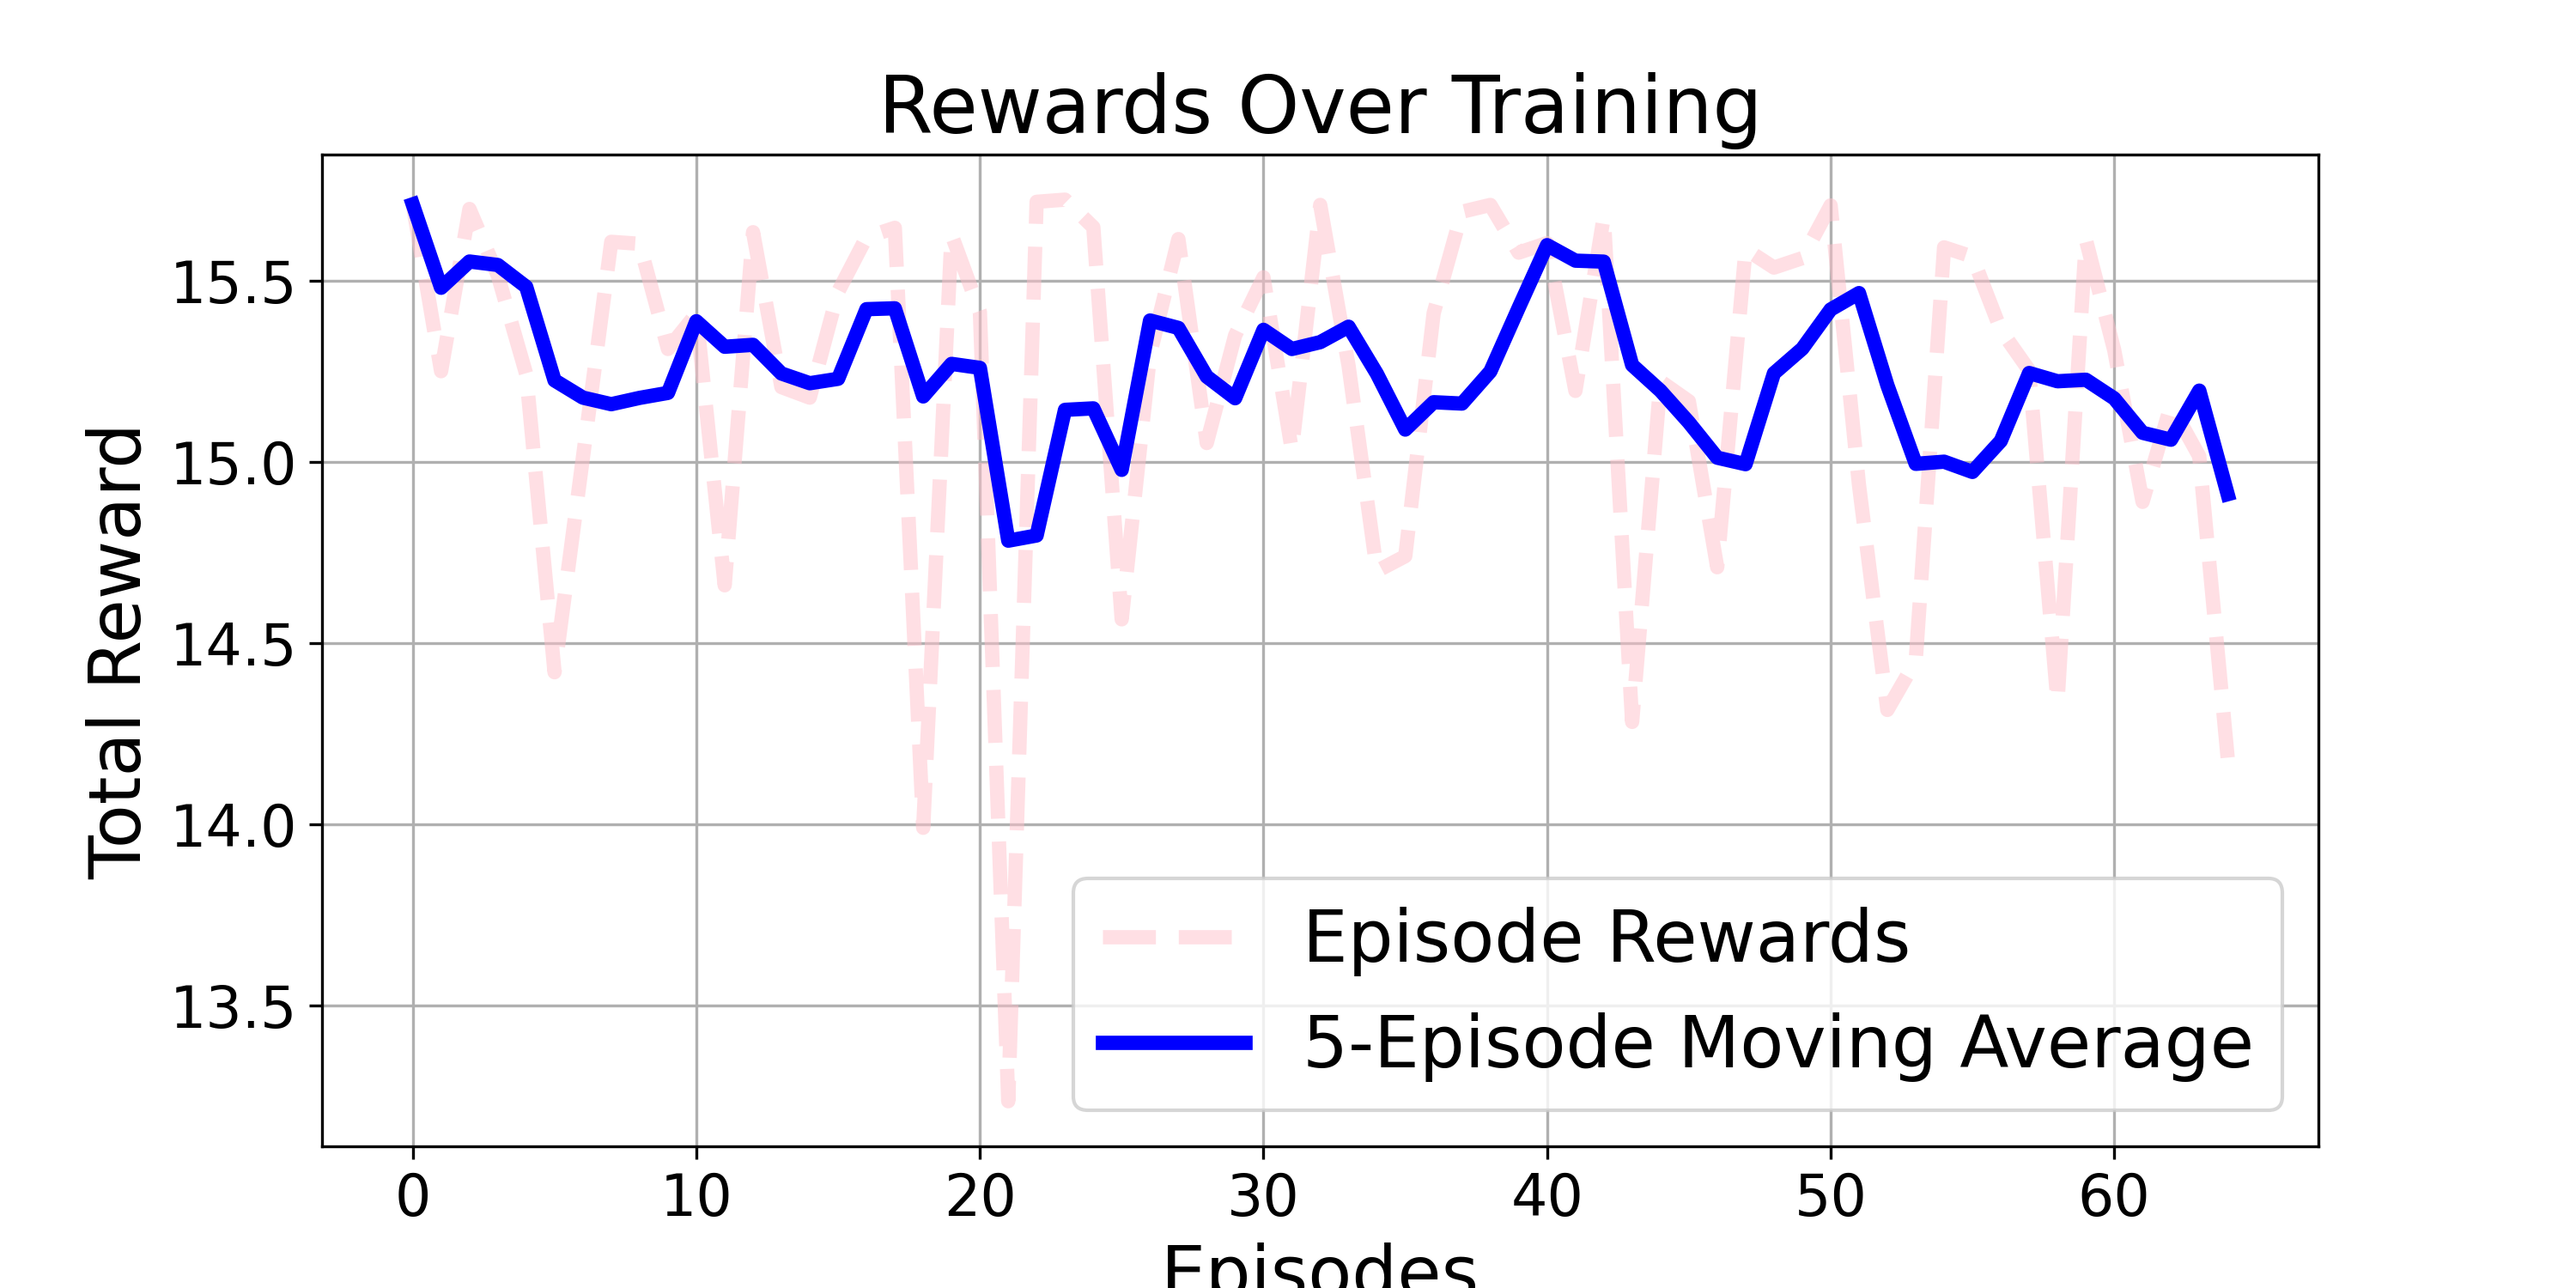 Rewards Over Training
Total Reward
15.5
15.0
14.5
14.0
13.5
Episode Rewards
5-Episode Moving Average
0 10 20 30 40 50 60
Episodes